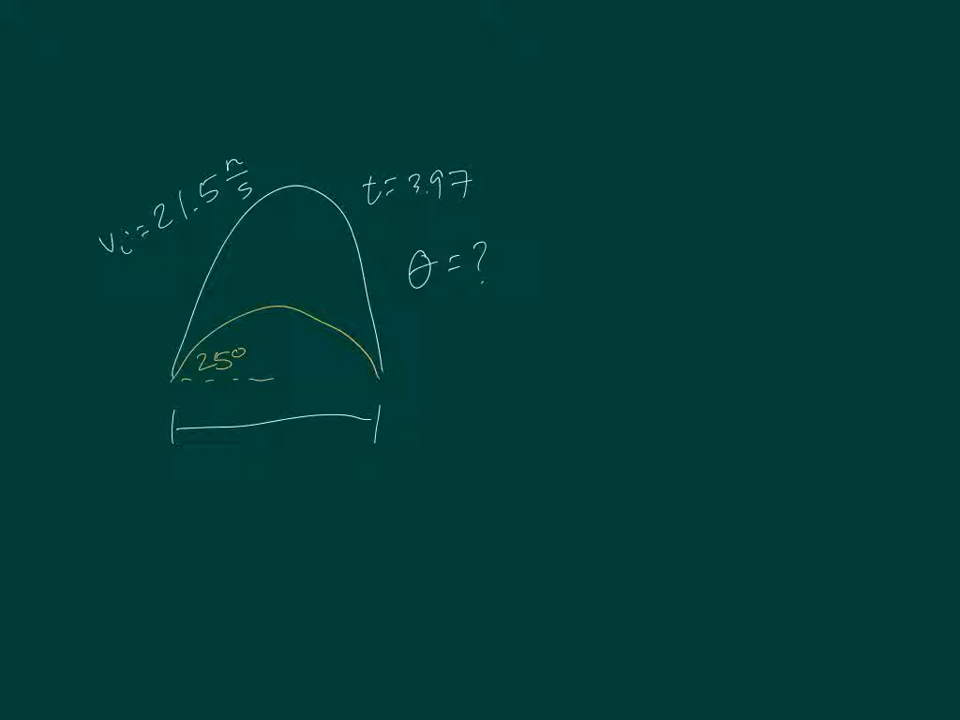 vi = 21.5 m/s
t = 3.97
θ = ?
25°